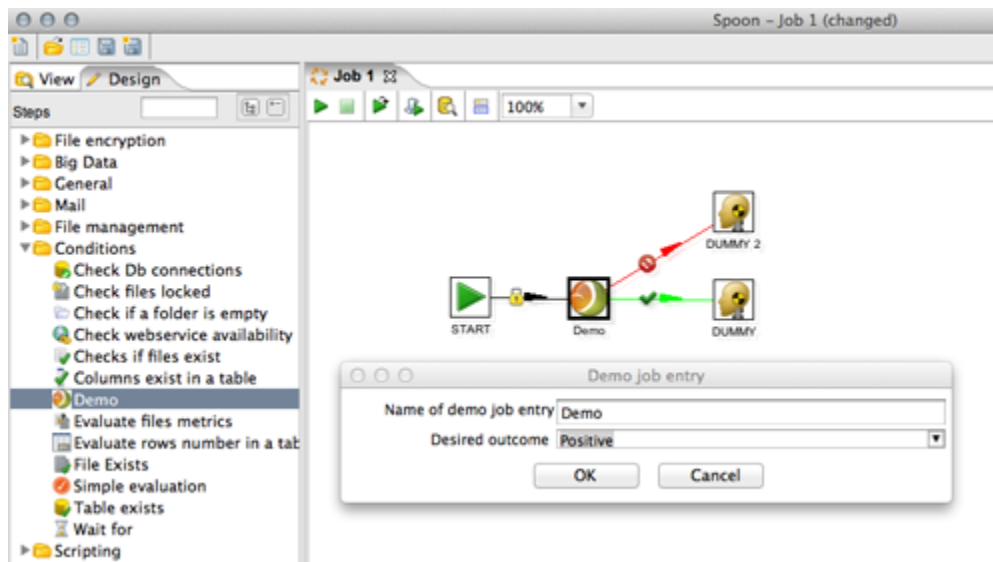 Spoon – Job 1 (changed)
View
Design
Job 1
Steps
100%
File encryption
Big Data
General
Mail
File management
Conditions
Check Db connections
Check files locked
Check if a folder is empty
Check webservice availability
Checks if files exist
Columns exist in a table
Demo
Evaluate files metrics
Evaluate rows number in a tab
File Exists
Simple evaluation
Table exists
Wait for
Scripting
DUMMY 2
START
Demo
DUMMY
Demo job entry
Name of demo job entry Demo
Desired outcome Positive
OK
Cancel